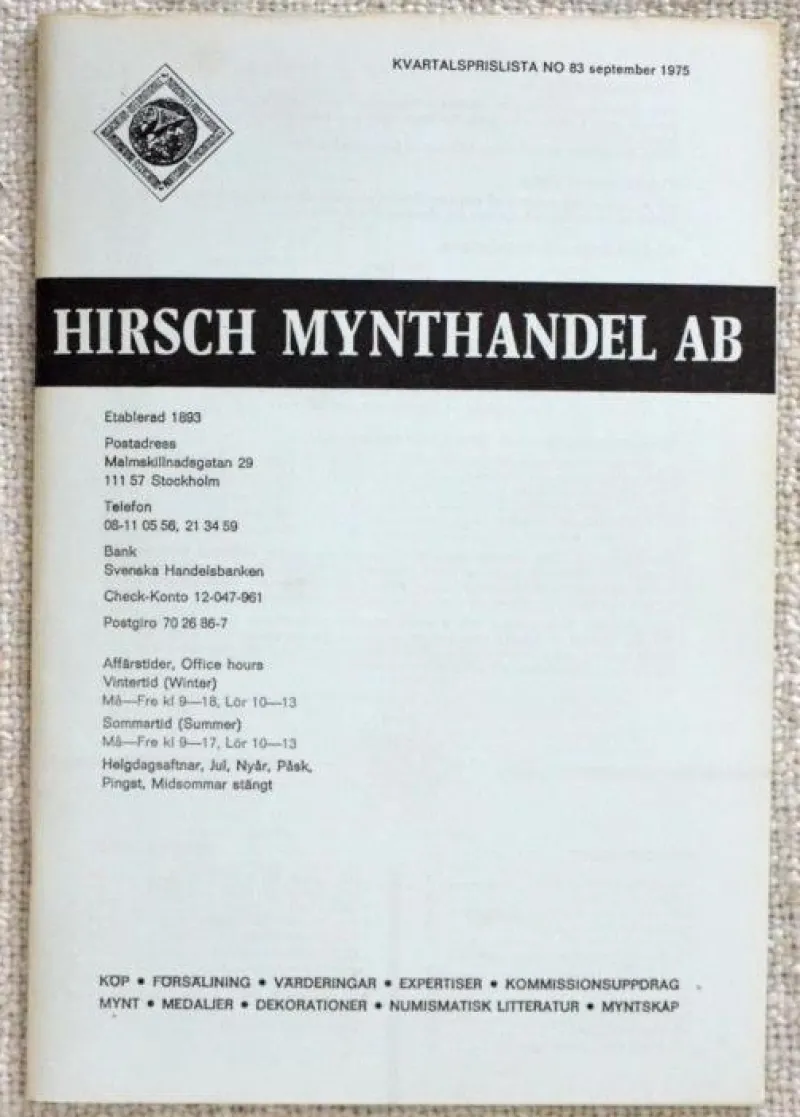 KVARTALSPRISLISTA NO 83 september 1975
HIRSCH MYNTHANDEL AB
Etablerad 1893
Postadress
Malmskillnadsgatan 29
111 57 Stockholm
Telefon
08-11 05 56, 21 34 59
Bank
Svenska Handelsbanken
Check-Konto 12-047-961
Postgiro 70 26 86-7
Affärstider, Office hours
Vintertid (Winter)
Må—Fre kl 9—18, Lör 10—13
Sommartid (Summer)
Må—Fre kl 9—17, Lör 10—13
Helgdagsaftnar, Jul, Nyår, Påsk,
Pingst, Midsommar stängt
KÖP • FÖRSÄLJNING • VÄRDERINGAR • EXPERTISER • KOMMISSIONSUPPDRAG
MYNT • MEDALJER • DEKORATIONER • NUMISMATISK LITTERATUR • MYNTSKÅP